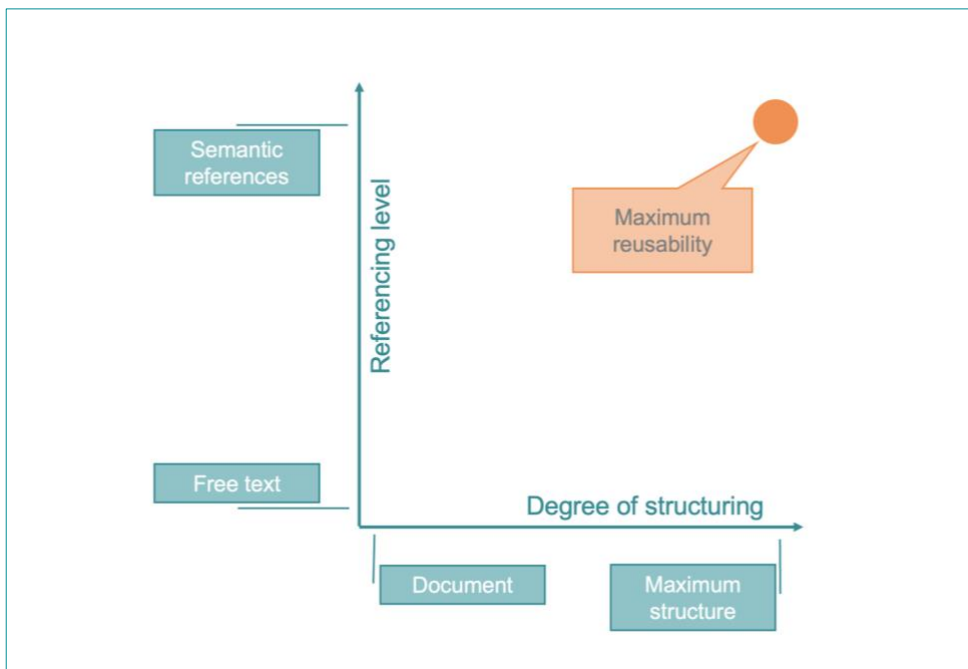 Semantic
references
Maximum
reusability
Referencing level
Free text
Degree of structuring
Document
Maximum
structure